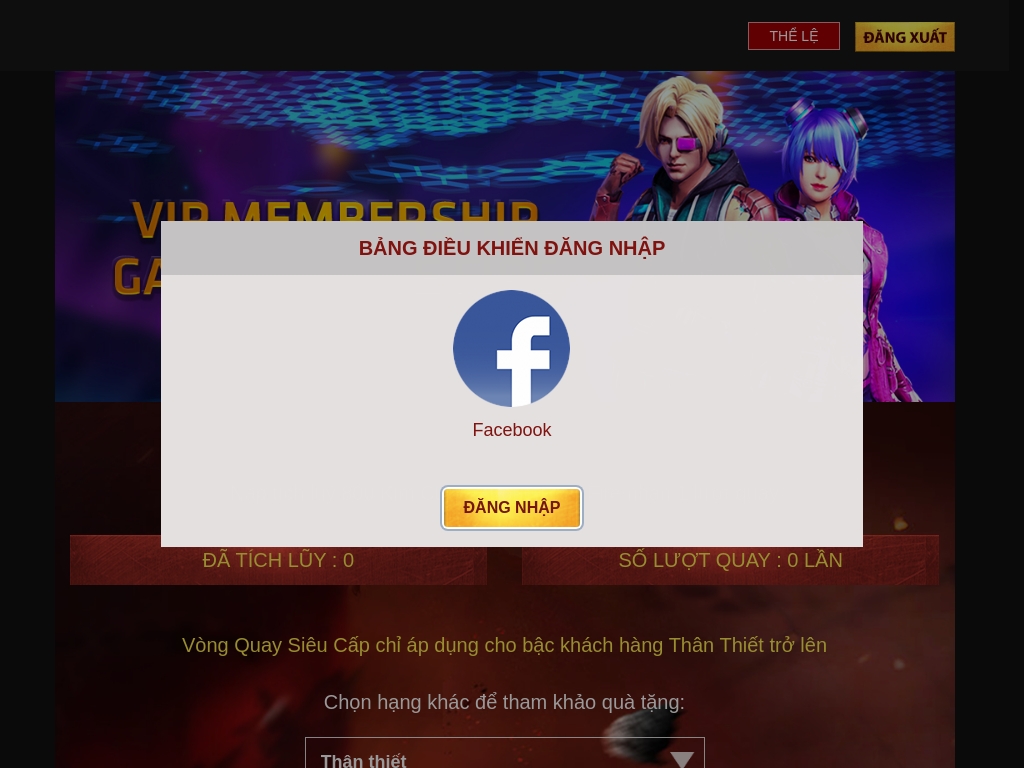 THỂ LỆ
ĐĂNG XUẤT
VIP MEMBERSHIP
GA
BẢNG ĐIỀU KHIỂN ĐĂNG NHẬP
Facebook
ĐĂNG NHẬP
ĐÃ TÍCH LŨY : 0
SỐ LƯỢT QUAY : 0 LẦN
Vòng Quay Siêu Cấp chỉ áp dụng cho bậc khách hàng Thân Thiết trở lên
Chọn hạng khác để tham khảo quà tặng:
Thân thiết